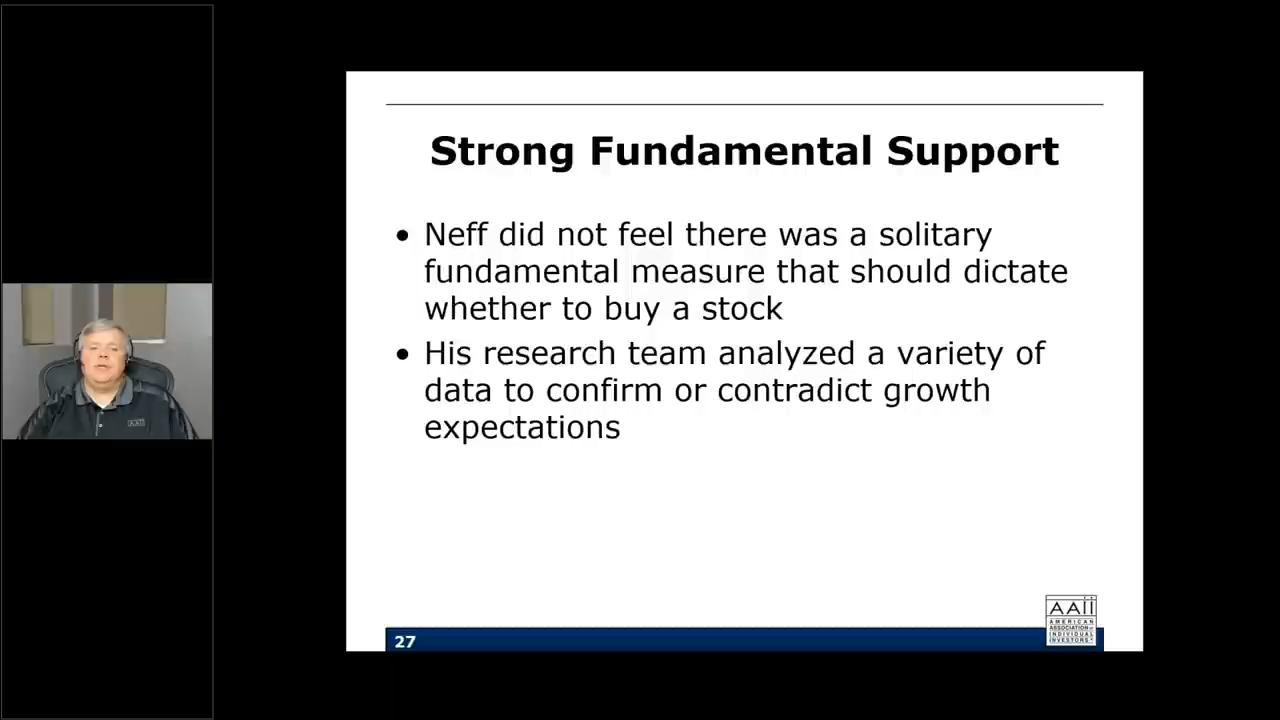 Strong Fundamental Support
• Neff did not feel there was a solitary
fundamental measure that should dictate
whether to buy a stock
• His research team analyzed a variety of
data to confirm or contradict growth
expectations
27
AAII
AMERICAN
ASSOCIATION of
INDIVIDUAL
INVESTORS
AAII